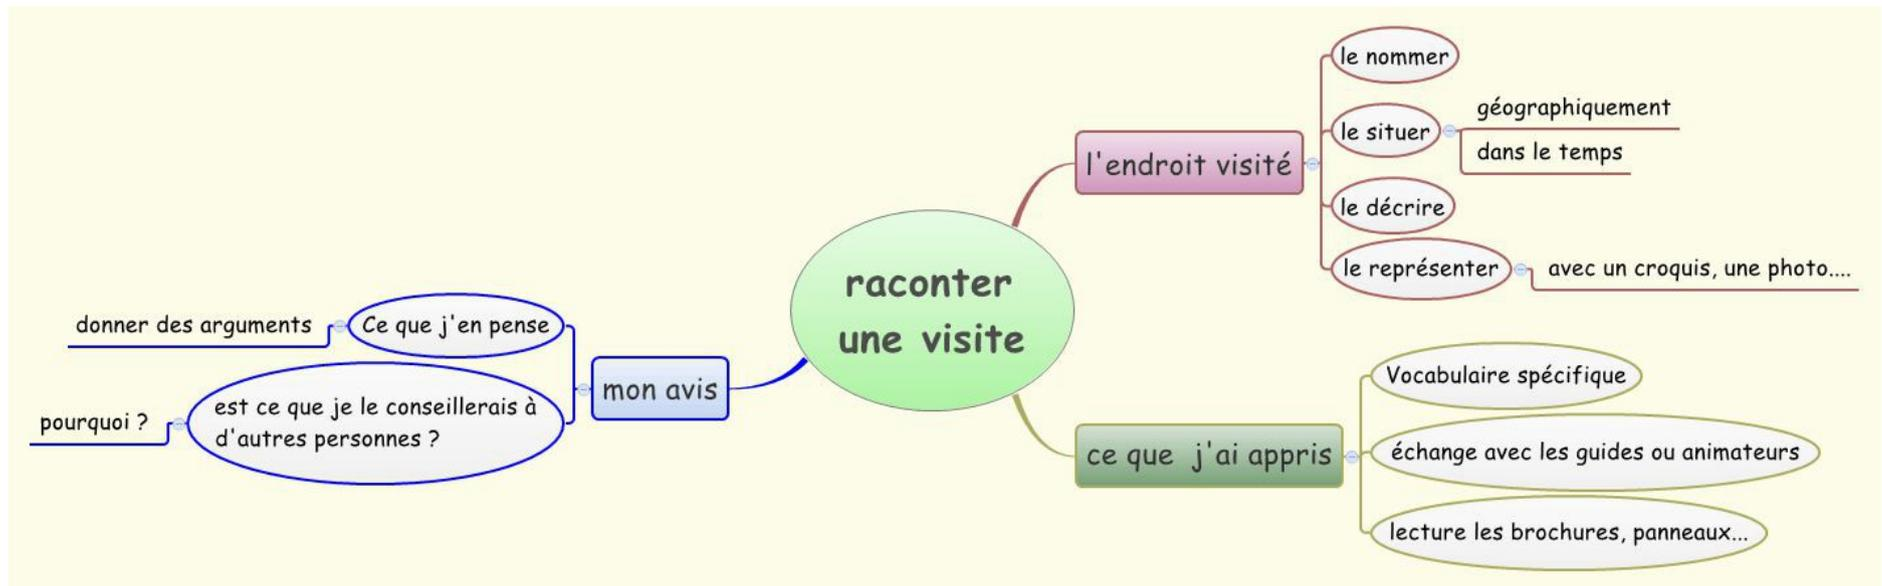 raconter
une visite
l'endroit visité
le nommer
le situer
géographiquement
dans le temps
le décrire
le représenter
avec un croquis, une photo....
ce que j'ai appris
Vocabulaire spécifique
échange avec les guides ou animateurs
lecture les brochures, panneaux...
mon avis
Ce que j'en pense
donner des arguments
est ce que je le conseillerais à
d'autres personnes ?
pourquoi ?